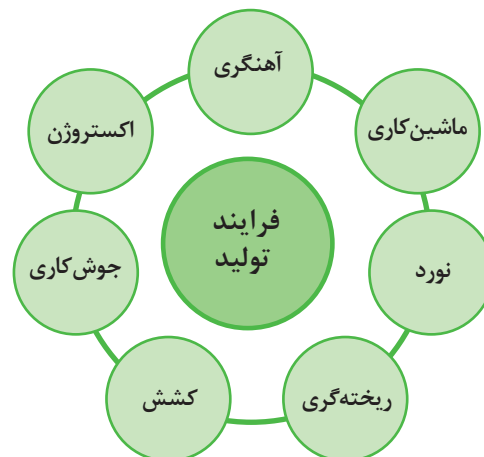 آهنگری
ماشین‌کاری
نورد
ریخته‌گری
کشش
جوش‌کاری
اکستروژن
فرایند
تولید